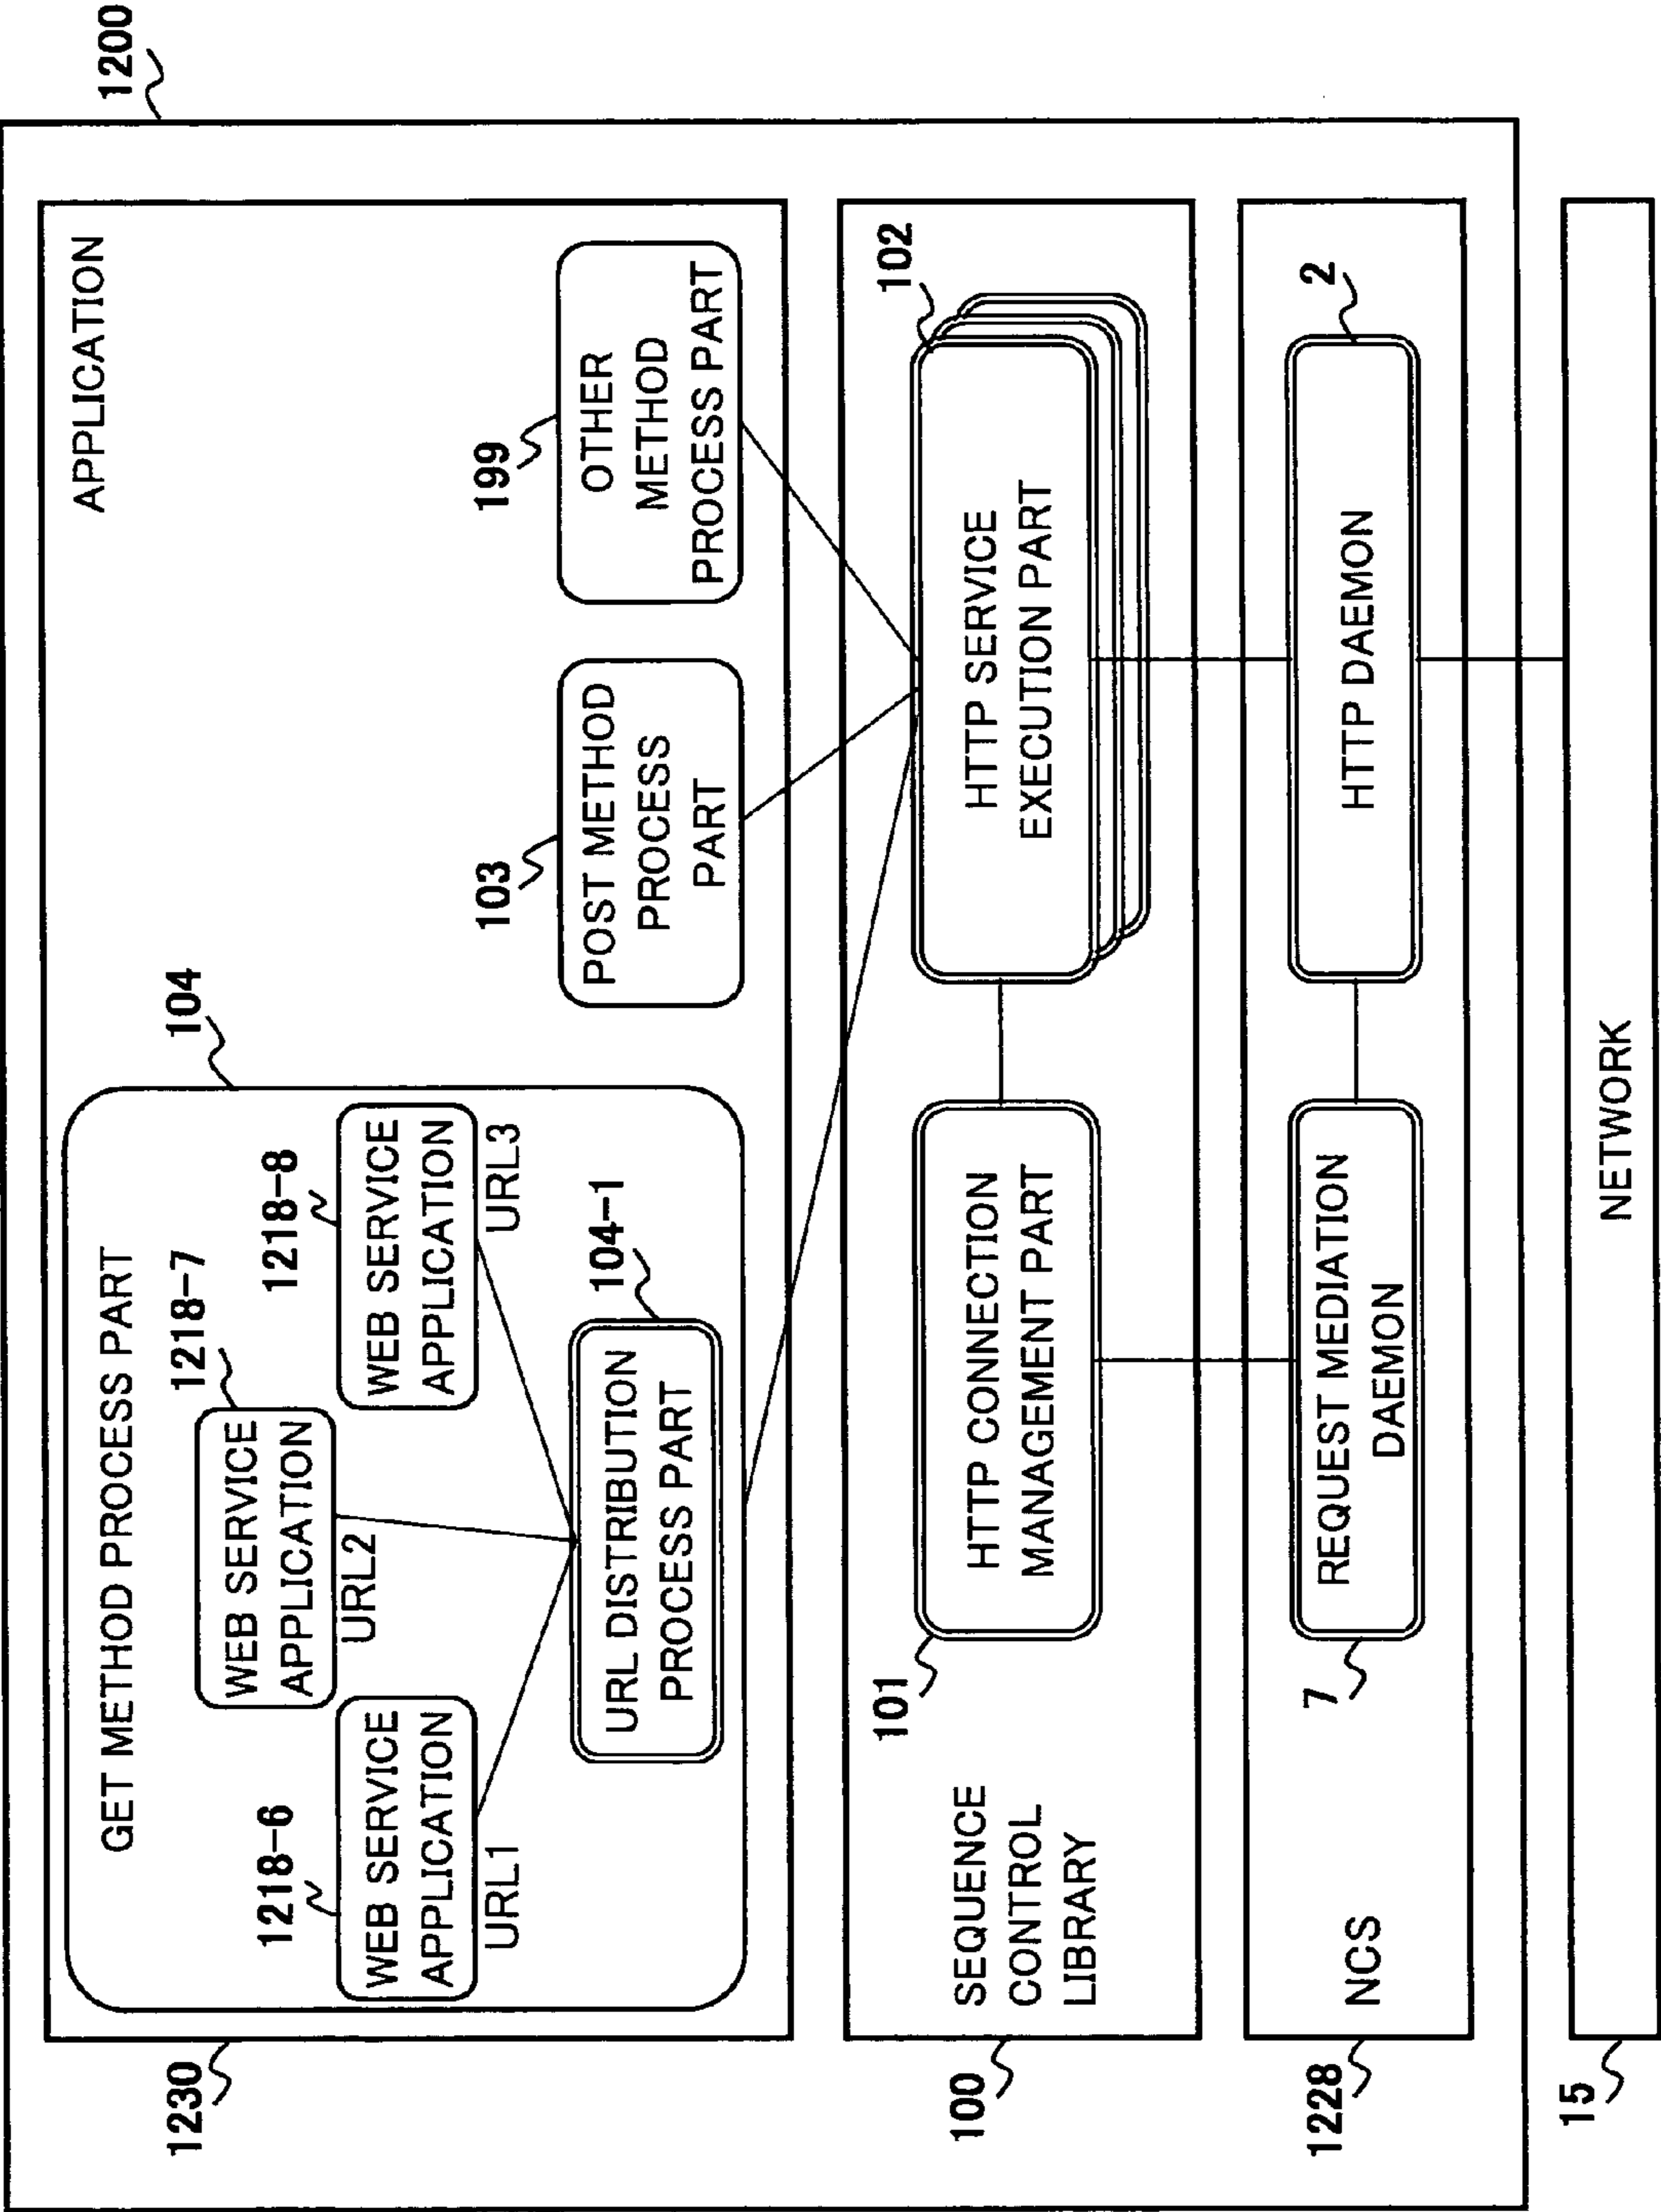 1200
1230
APPLICATION
GET METHOD PROCESS PART
104
1218-7
WEB SERVICE
APPLICATION
URL2
1218-6
WEB SERVICE
APPLICATION
URL1
1218-8
WEB SERVICE
APPLICATION
URL3
104-1
URL DISTRIBUTION
PROCESS PART
103
POST METHOD
PROCESS
PART
199
OTHER
METHOD
PROCESS PART
100
SEQUENCE
CONTROL
LIBRARY
101
HTTP CONNECTION
MANAGEMENT PART
102
HTTP SERVICE
EXECUTION PART
1228
NCS
7
REQUEST MEDIATION
DAEMON
2
HTTP DAEMON
15
NETWORK